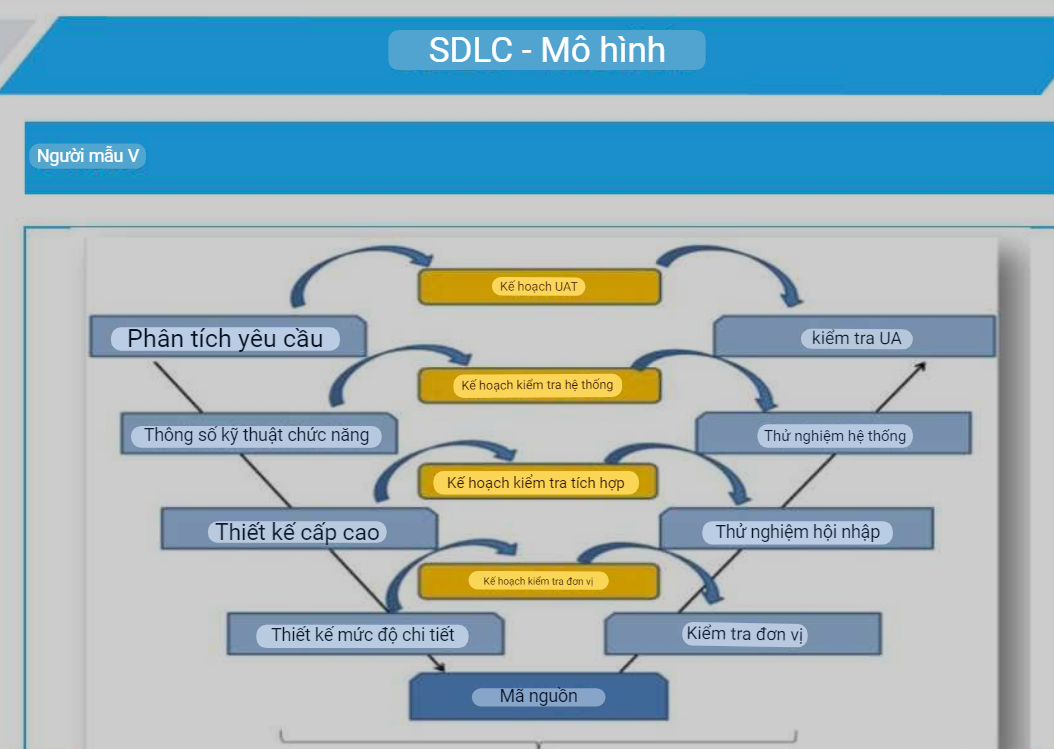 SDLC - Mô hình
Người mẫu V
Kế hoạch UAT
Phân tích yêu cầu
kiểm tra UA
Kế hoạch kiểm tra hệ thống
Thông số kỹ thuật chức năng
Thử nghiệm hệ thống
Kế hoạch kiểm tra tích hợp
Thiết kế cấp cao
Thử nghiệm hội nhập
Kế hoạch kiểm tra đơn vị
Thiết kế mức độ chi tiết
Kiểm tra đơn vị
Mã nguồn